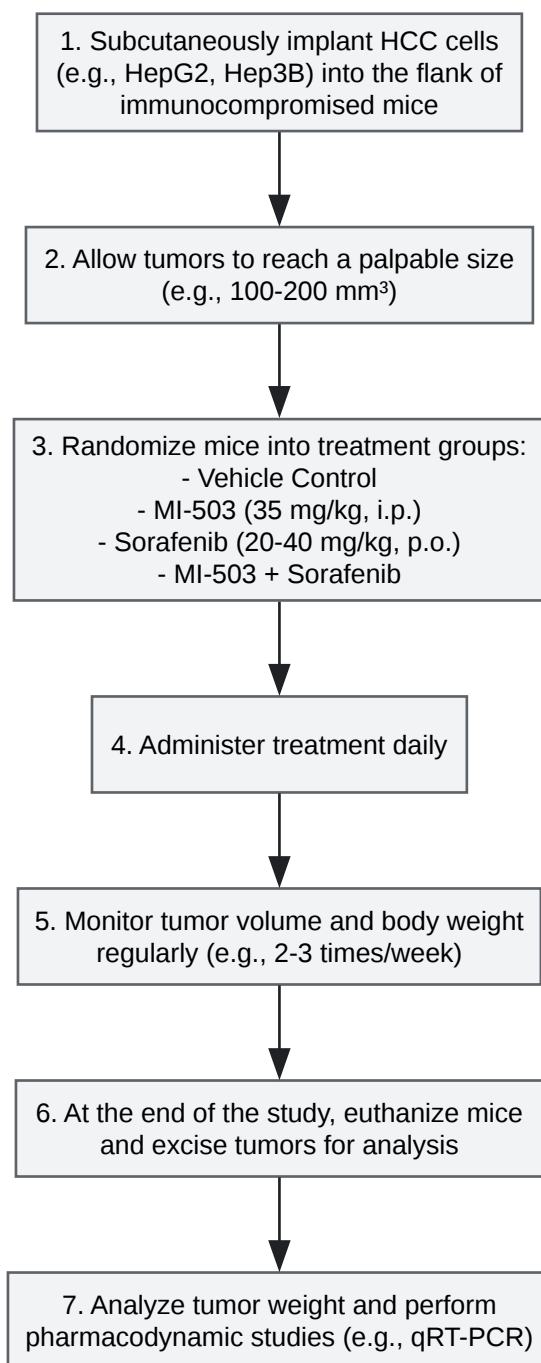 1. Subcutaneously implant HCC cells
(e.g., HepG2, Hep3B) into the flank of
immunocompromised mice
2. Allow tumors to reach a palpable size
(e.g., 100-200 mm³)
3. Randomize mice into treatment groups:
- Vehicle Control
- MI-503 (35 mg/kg, i.p.)
- Sorafenib (20-40 mg/kg, p.o.)
- MI-503 + Sorafenib
4. Administer treatment daily
5. Monitor tumor volume and body weight
regularly (e.g., 2-3 times/week)
6. At the end of the study, euthanize mice
and excise tumors for analysis
7. Analyze tumor weight and perform
pharmacodynamic studies (e.g., qRT-PCR)